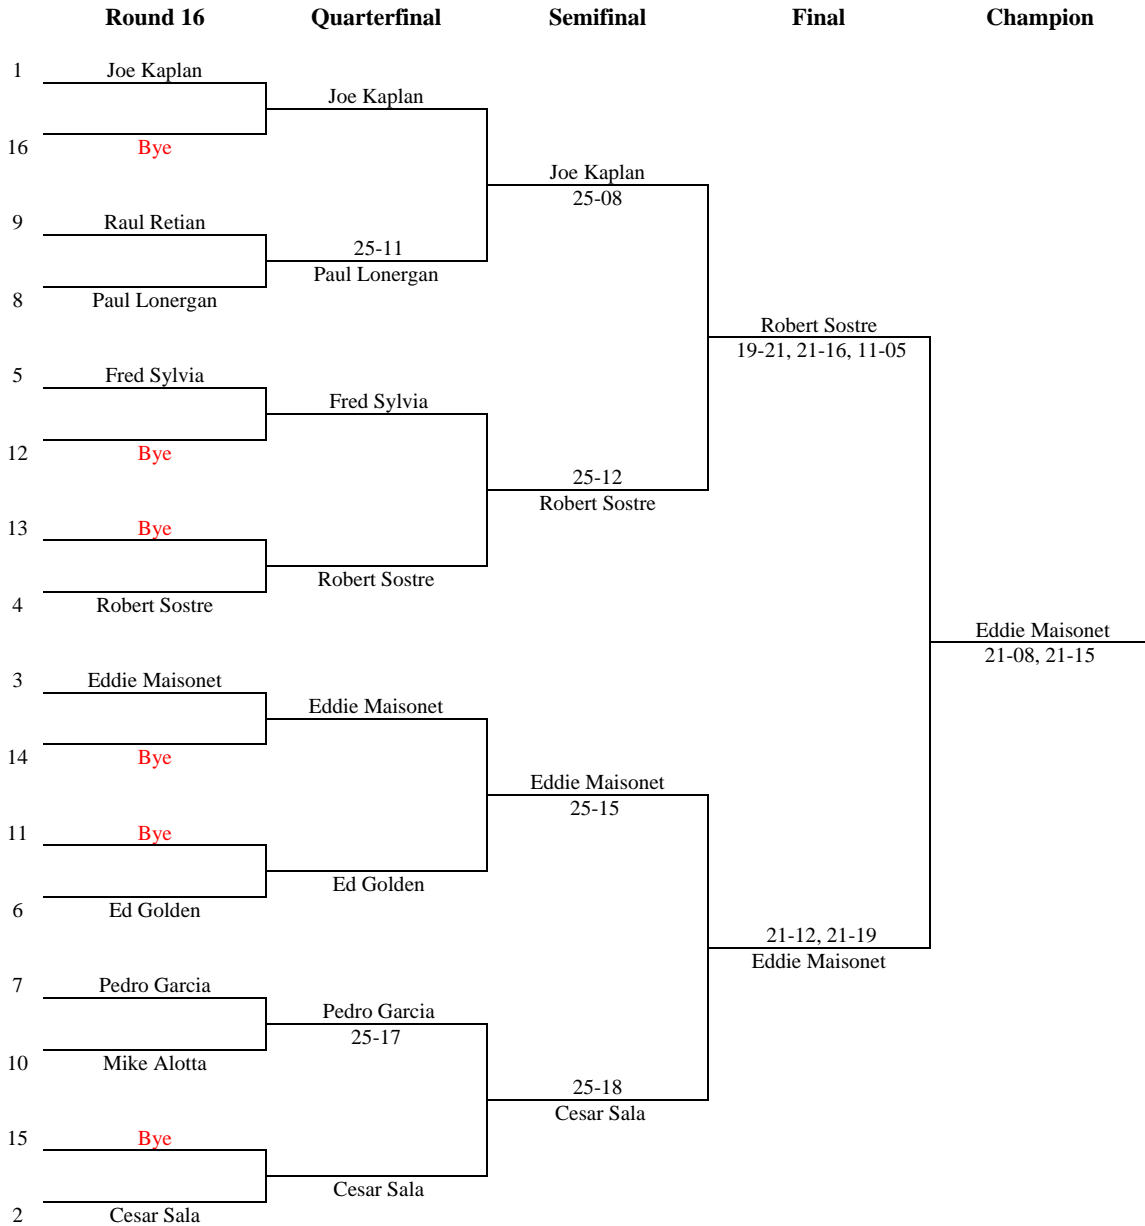 Round 16 Quarterfinal Semifinal Final Champion
1 Joe Kaplan
Joe Kaplan
16 Bye
Joe Kaplan
25-08
9 Raul Retian
25-11
Paul Lonergan
8 Paul Lonergan
Robert Sostre
19-21, 21-16, 11-05
5 Fred Sylvia
Fred Sylvia
12 Bye
25-12
Robert Sostre
13 Bye
Robert Sostre
4 Robert Sostre
Eddie Maisonet
21-08, 21-15
3 Eddie Maisonet
Eddie Maisonet
14 Bye
Eddie Maisonet
25-15
11 Bye
Ed Golden
6 Ed Golden
21-12, 21-19
Eddie Maisonet
7 Pedro Garcia
Pedro Garcia
25-17
10 Mike Alotta
25-18
Cesar Sala
15 Bye
Cesar Sala
2 Cesar Sala